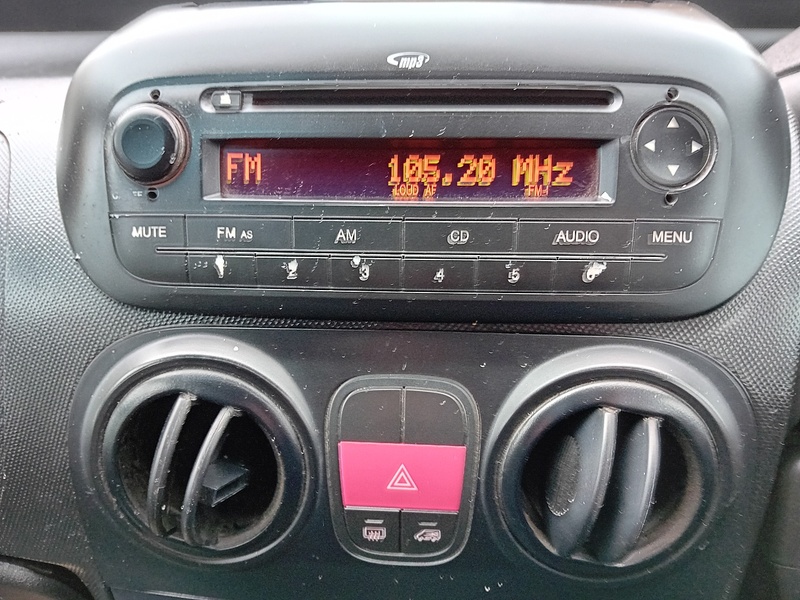 mp3
FM 105.20 MHz
LOUD AF FM1
MUTE FM AS AM CD AUDIO MENU
1 2 3 4 5 6